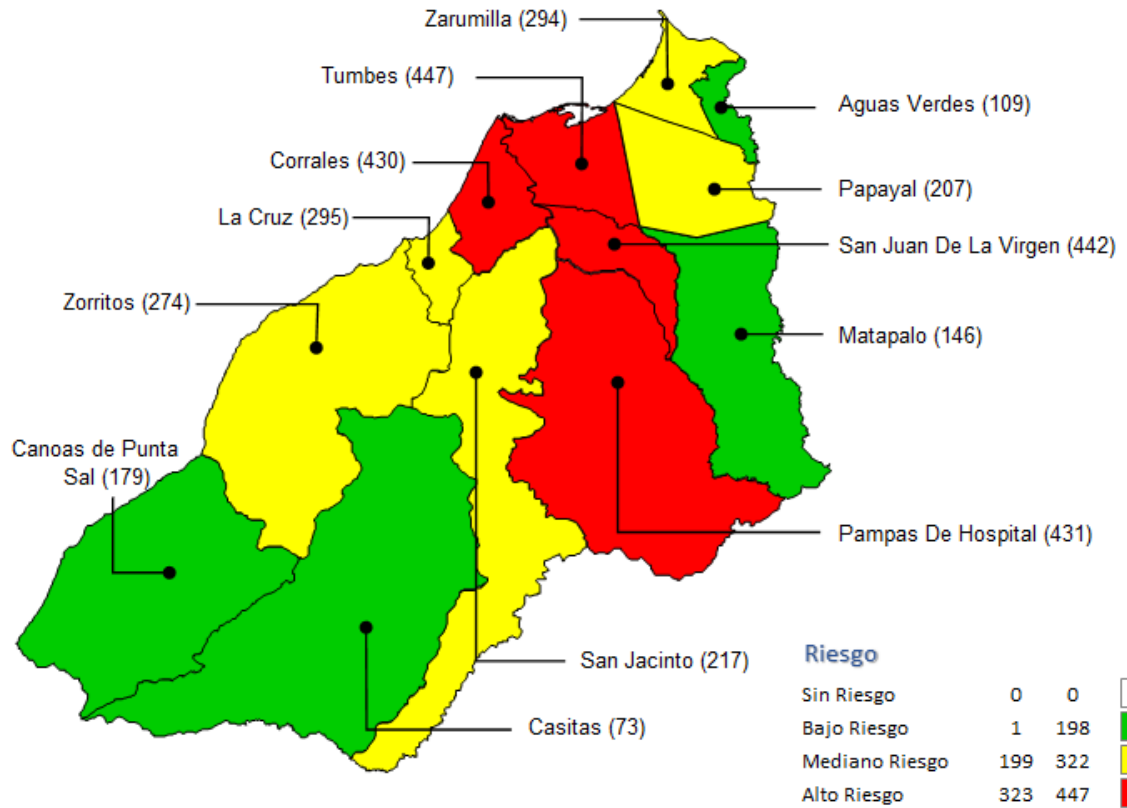 Zarumilla (294)
Tumbes (447)
Aguas Verdes (109)
Corrales (430)
Papayal (207)
La Cruz (295)
San Juan De La Virgen (442)
Zorritos (274)
Matapalo (146)
Canoas de Punta
Sal (179)
Pampas De Hospital (431)
San Jacinto (217)
Casitas (73)
Riesgo
Sin Riesgo 0 0
Bajo Riesgo 1 198
Mediano Riesgo 199 322
Alto Riesgo 323 447